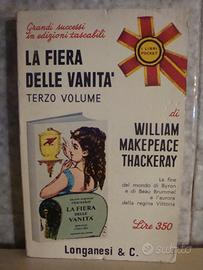 Grandi successi
in edizioni tascabili
I LIBRI
POCKET
LA FIERA
DELLE VANITA'
TERZO VOLUME
di
WILLIAM
MAKEPEACE
THACKERAY
La fine
del mondo di Byron
e di Beau Brummel
e l'aurora
della regina Vittoria
LA FIERA
DELLE
VANITA'
Lire 350
Longanesi & C.
subito